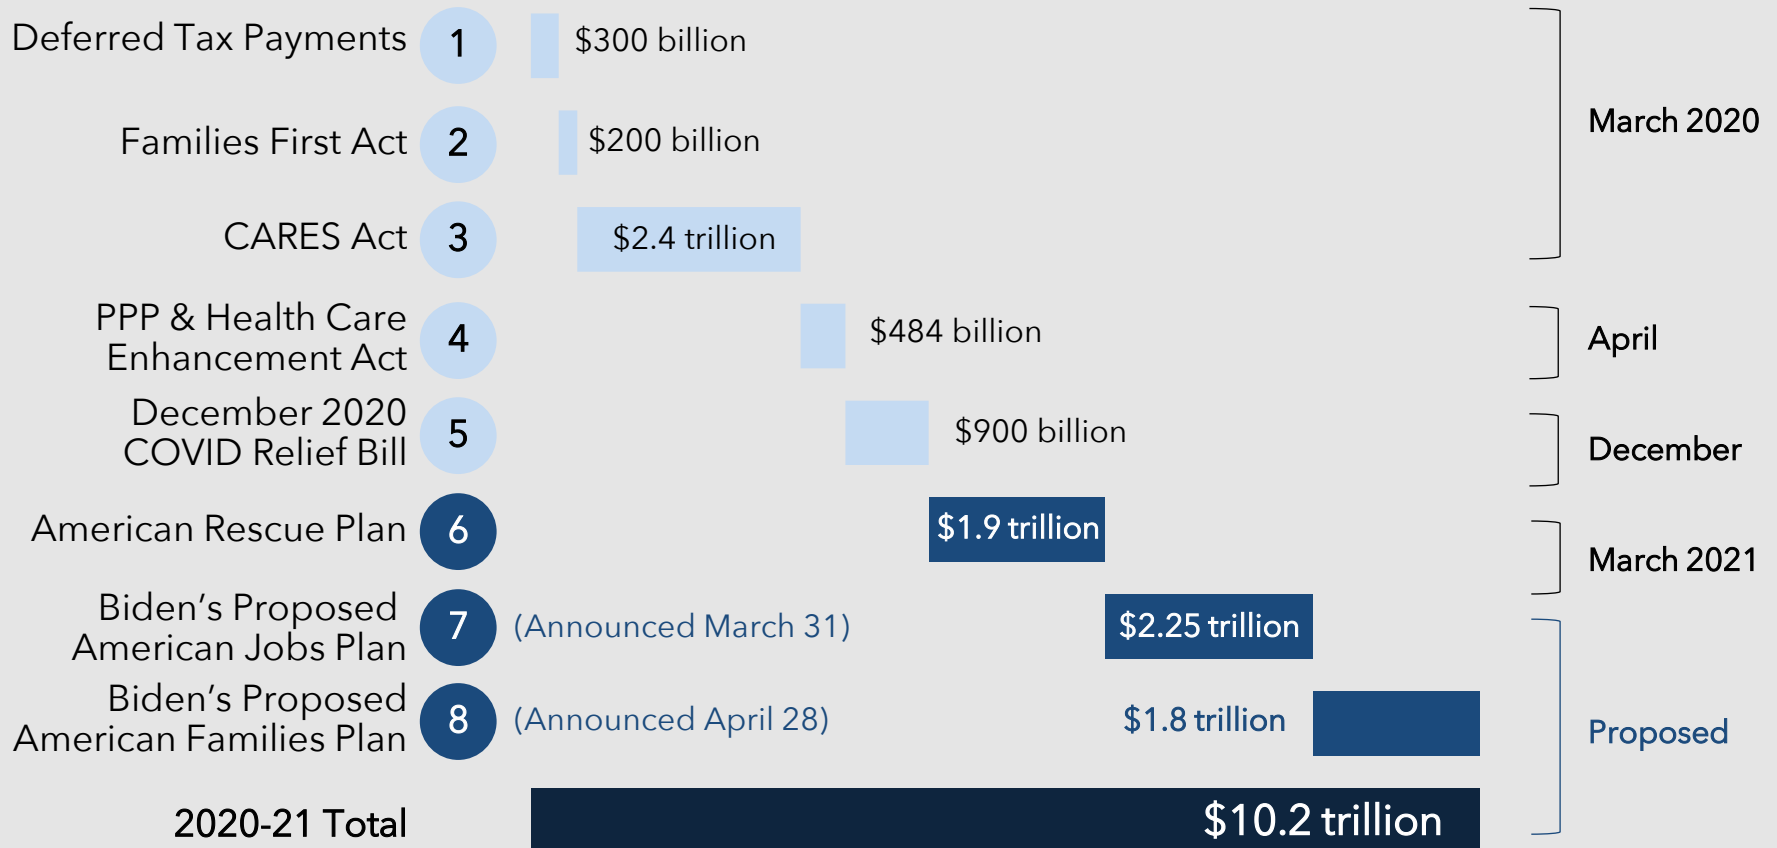 Deferred Tax Payments 1 $300 billion
March 2020
Families First Act 2 $200 billion
CARES Act 3 $2.4 trillion
PPP & Health Care
Enhancement Act 4 $484 billion
April
December 2020
COVID Relief Bill 5 $900 billion
December
American Rescue Plan 6 $1.9 trillion
March 2021
Biden’s Proposed
American Jobs Plan 7 (Announced March 31) $2.25 trillion
Biden’s Proposed
American Families Plan 8 (Announced April 28) $1.8 trillion
Proposed
2020-21 Total $10.2 trillion